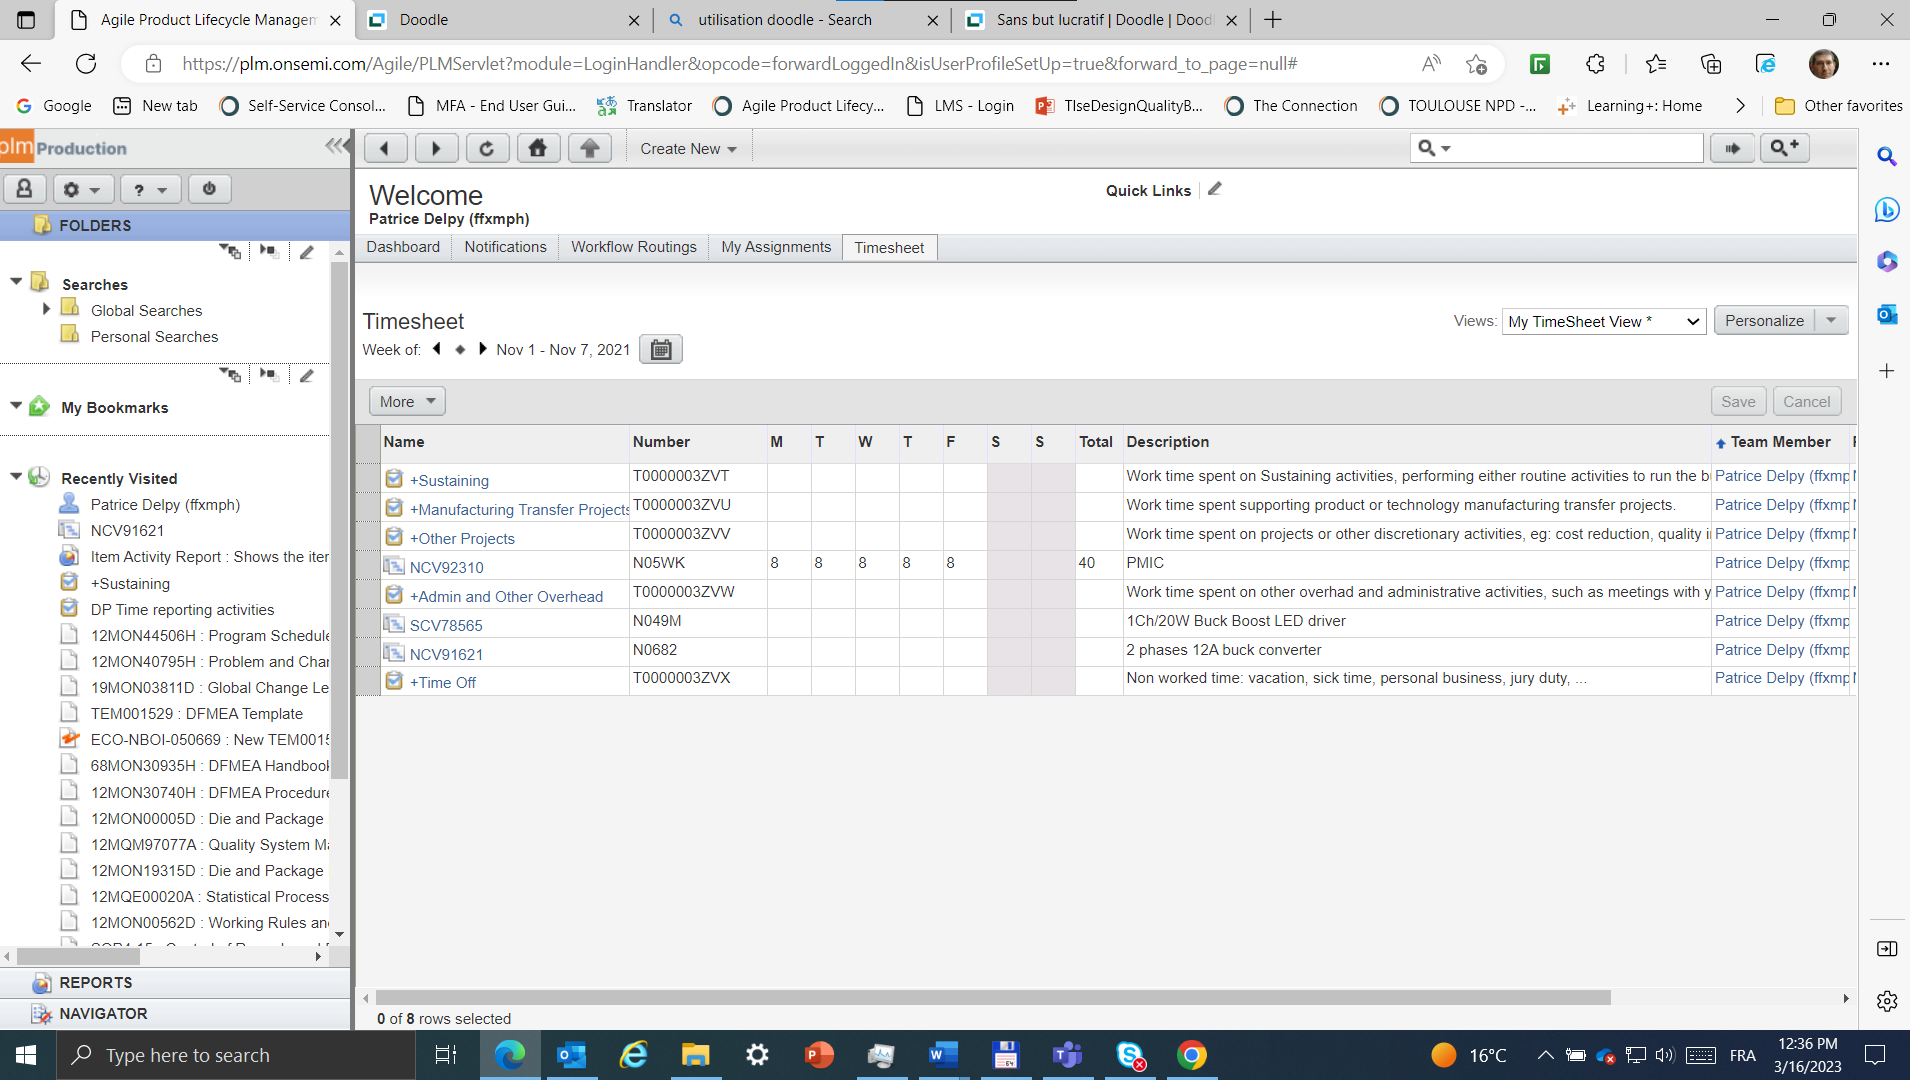 Agile Product Lifecycle Managem
Doodle
utilisation doodle - Search
Sans but lucratif | Doodle | Dood
https://plm.onsemi.com/Agile/PLMServlet?module=LoginHandler&opcode=forwardLoggedIn&isUserProfileSetUp=true&forward_to_page=null#
Google
New tab
Self-Service Consol...
MFA - End User Gui...
Translator
Agile Product Lifecy...
LMS - Login
TlseDesignQualityB...
The Connection
TOULOUSE NPD -...
Learning+: Home
Other favorites
plm Production
Create New
Welcome
Patrice Delpy (ffxmph)
Quick Links
FOLDERS
Dashboard
Notifications
Workflow Routings
My Assignments
Timesheet
Searches
Global Searches
Personal Searches
My Bookmarks
Recently Visited
Patrice Delpy (ffxmph)
NCV91621
Item Activity Report : Shows the iter
+Sustaining
DP Time reporting activities
12MON44506H : Program Schedule
12MON40795H : Problem and Char
19MON03811D : Global Change Le
TEM001529 : DFMEA Template
ECO-NBOI-050669 : New TEM0015
68MON30935H : DFMEA Handbook
12MON30740H : DFMEA Procedure
12MON00005D : Die and Package
12MQM97077A : Quality System Ma
12MON19315D : Die and Package
12MQE00020A : Statistical Process
12MON00562D : Working Rules and
REPORTS
NAVIGATOR
Timesheet
Week of: Nov 1 - Nov 7, 2021
Views: My TimeSheet View *
Personalize
More
Save
Cancel
Name Number M T W T F S S Total Description Team Member
+Sustaining T0000003ZVT Work time spent on Sustaining activities, performing either routine activities to run the b Patrice Delpy (ffxmp
+Manufacturing Transfer Projects T0000003ZVU Work time spent supporting product or technology manufacturing transfer projects. Patrice Delpy (ffxmp
+Other Projects T0000003ZVV Work time spent on projects or other discretionary activities, eg: cost reduction, quality i Patrice Delpy (ffxmp
NCV92310 N05WK 8 8 8 8 8 40 PMIC Patrice Delpy (ffxmp
+Admin and Other Overhead T0000003ZVW Work time spent on other overhad and administrative activities, such as meetings with y Patrice Delpy (ffxmp
SCV78565 N049M 1Ch/20W Buck Boost LED driver Patrice Delpy (ffxmp
NCV91621 N0682 2 phases 12A buck converter Patrice Delpy (ffxmp
+Time Off T0000003ZVX Non worked time: vacation, sick time, personal business, jury duty, ... Patrice Delpy (ffxmp
0 of 8 rows selected
Type here to search
16°C
FRA
12:36 PM
3/16/2023